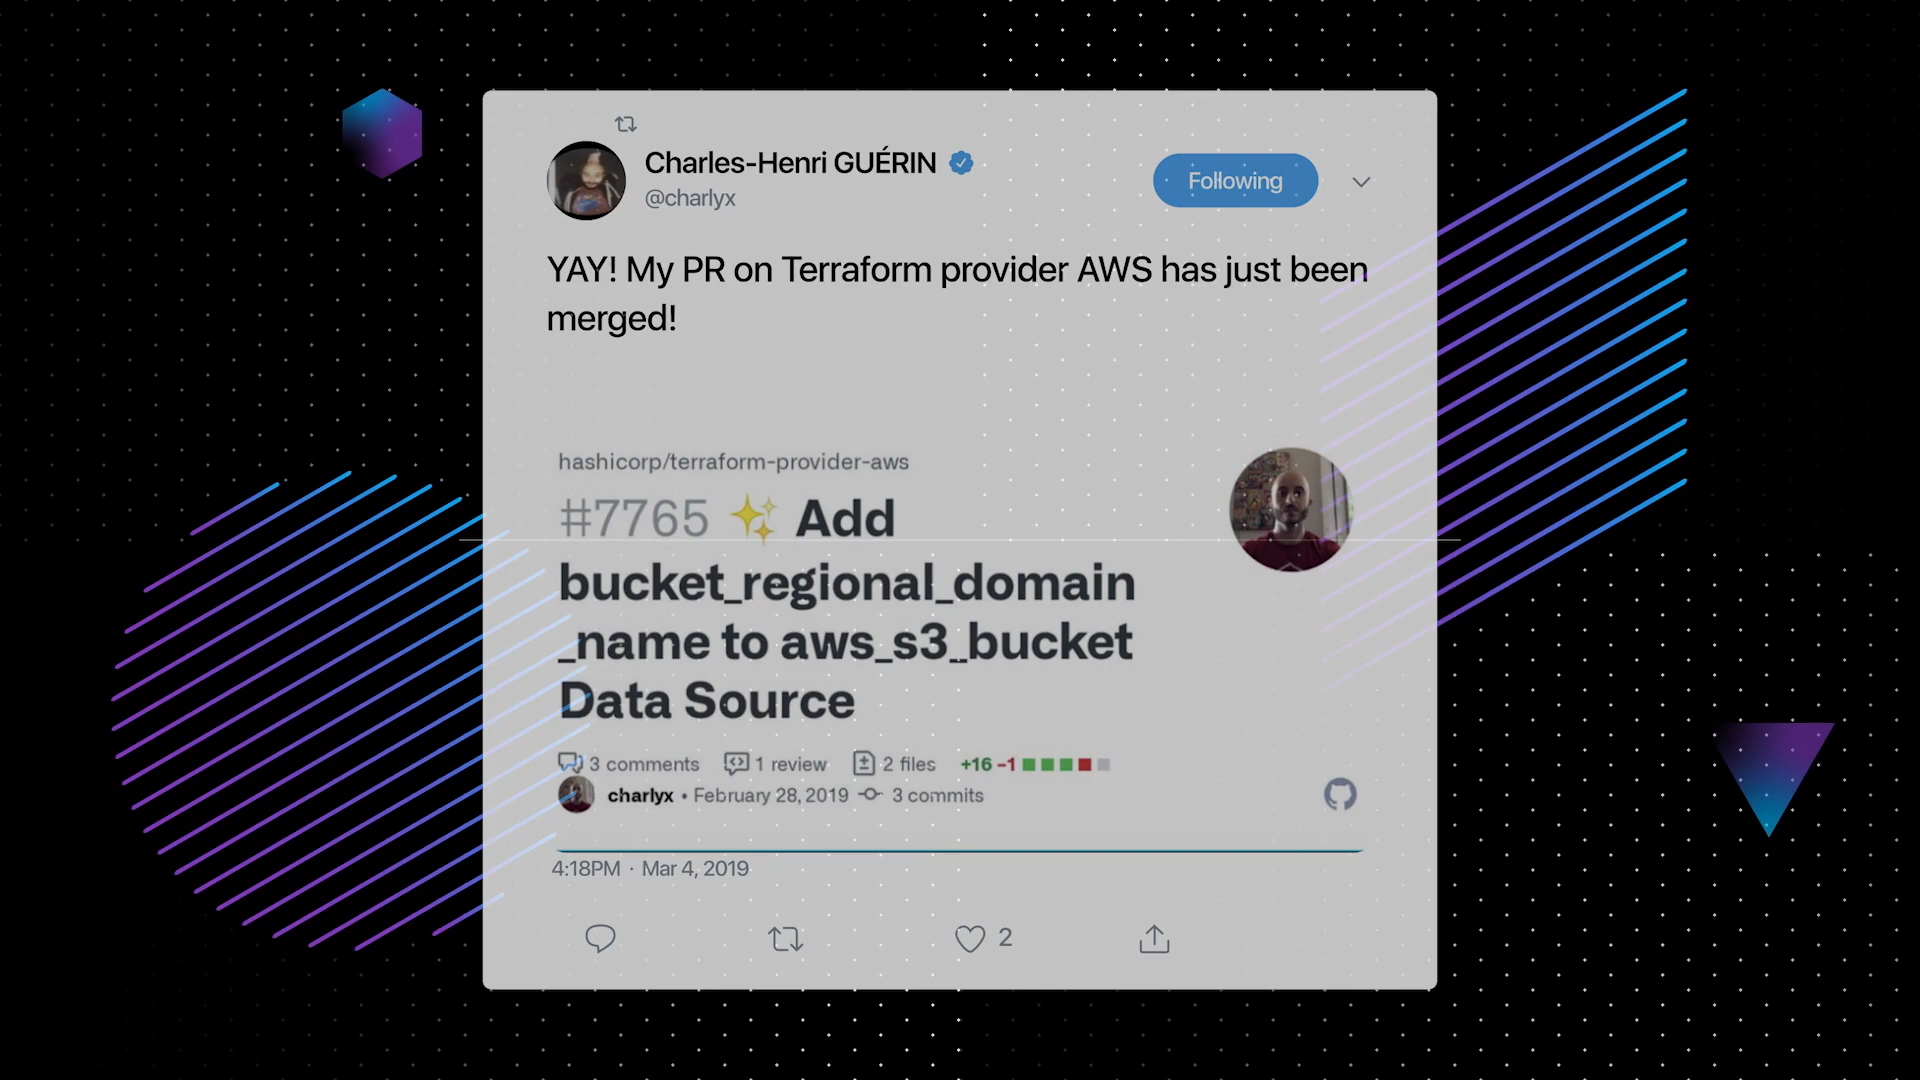 Charles-Henri GUÉRIN
@charlyx
Following
YAY! My PR on Terraform provider AWS has just been
merged!
hashicorp/terraform-provider-aws
#7765 ✨ Add
bucket_regional_domain
_name to aws_s3_bucket
Data Source
3 comments 1 review 2 files +16 −1
charlyx • February 28, 2019 3 commits
4:18PM · Mar 4, 2019
2